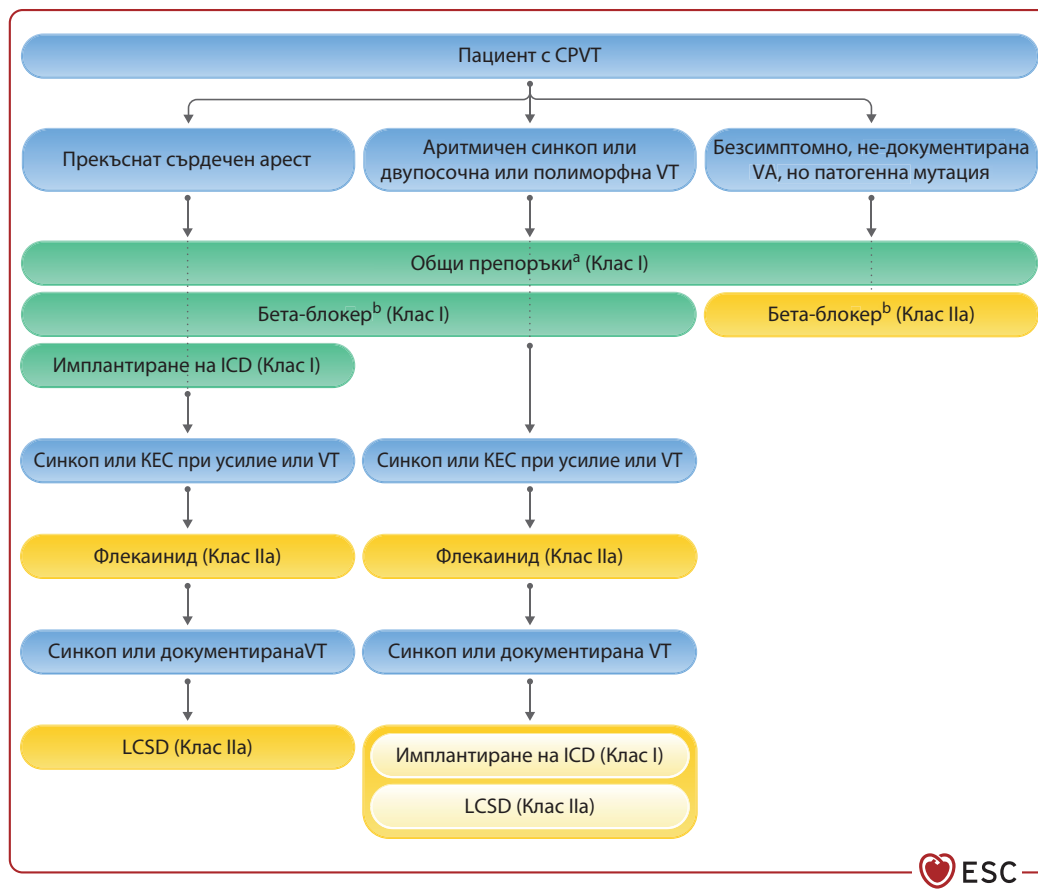 Пациент с CPVT
Прекъснат сърдечен арест
Аритмичен синкоп или
двупосочна или полиморфна VT
Безсимптомно, не-документирана
VA, но патогенна мутация
Общи препоръкиᵃ (Клас I)
Бета-блокерᵇ (Клас I)
Бета-блокерᵇ (Клас IIa)
Имплантиране на ICD (Клас I)
Синкоп или КЕС при усилие или VT
Синкоп или КЕС при усилие или VT
Флекаинид (Клас IIa)
Флекаинид (Клас IIa)
Синкоп или документиранаVT
Синкоп или документирана VT
LCSD (Клас IIa)
Имплантиране на ICD (Клас I)
LCSD (Клас IIa)
ESC